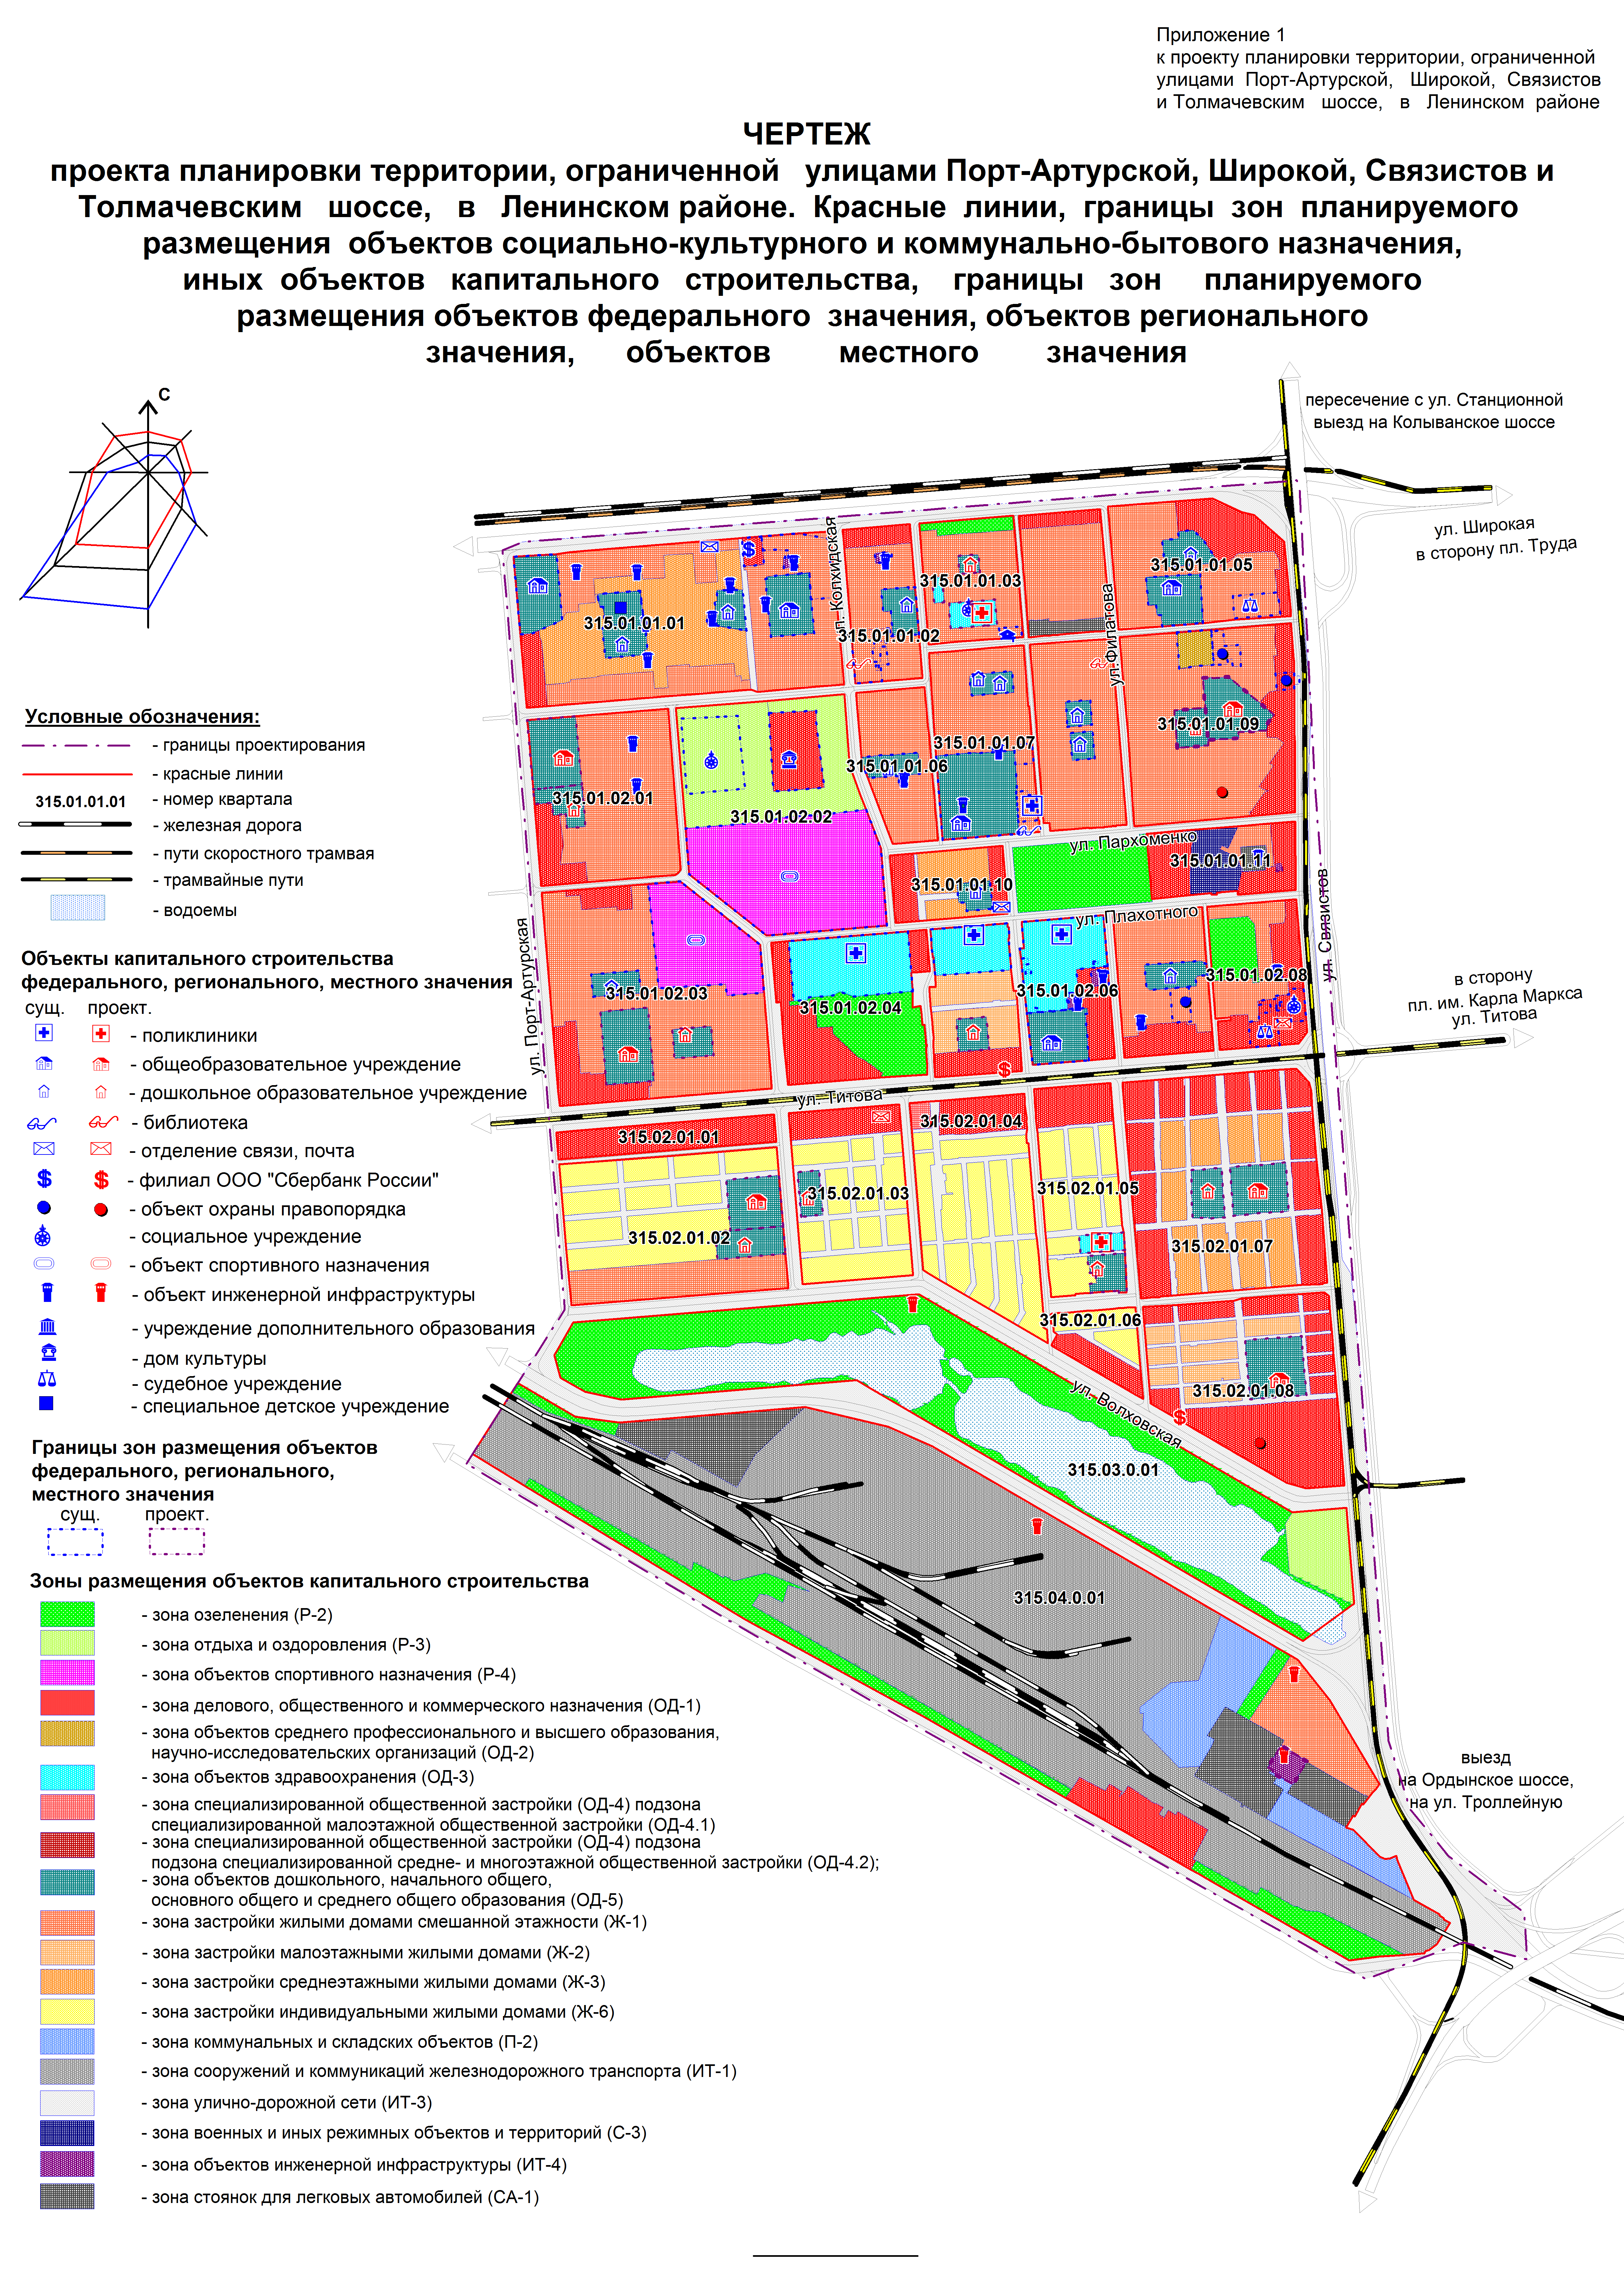 Приложение 1
к проекту планировки территории, ограниченной
улицами Порт-Артурской, Широкой, Связистов
и Толмачевским шоссе, в Ленинском районе
ЧЕРТЕЖ
проекта планировки территории, ограниченной улицами Порт-Артурской, Широкой, Связистов и
Толмачевским шоссе, в Ленинском районе. Красные линии, границы зон планируемого
размещения объектов социально-культурного и коммунально-бытового назначения,
иных объектов капитального строительства, границы зон планируемого
размещения объектов федерального значения, объектов регионального
значения, объектов местного значения
С
пересечение с ул. Станционной
выезд на Колыванское шоссе
ул. Широкая
в сторону пл. Труда
ул. Колхидская
ул.Филатова
315.01.01.01
315.01.01.02
315.01.01.03
315.01.01.05
315.01.01.06
315.01.01.07
315.01.01.09
315.01.02.01
315.01.02.02
ул. Пархоменко
315.01.01.10
315.01.01.11
ул. Плахотного
ул. Связистов
ул. Порт-Артурская
315.01.02.03
315.01.02.04
315.01.02.06
315.01.02.08
в сторону
пл. им. Карла Маркса
ул. Титова
ул. Титова
315.02.01.01
315.02.01.02
315.02.01.03
315.02.01.04
315.02.01.05
315.02.01.06
315.02.01.07
315.02.01.08
ул. Волховская
315.03.0.01
315.04.0.01
выезд
на Ордынское шоссе,
на ул. Троллейную
Условные обозначения:
- границы проектирования
- красные линии
315.01.01.01 - номер квартала
- железная дорога
- пути скоростного трамвая
- трамвайные пути
- водоемы
Объекты капитального строительства
федерального, регионального, местного значения
сущ. проект.
- поликлиники
- общеобразовательное учреждение
- дошкольное образовательное учреждение
- библиотека
- отделение связи, почта
- филиал ООО "Сбербанк России"
- объект охраны правопорядка
- социальное учреждение
- объект спортивного назначения
- объект инженерной инфраструктуры
- учреждение дополнительного образования
- дом культуры
- судебное учреждение
- специальное детское учреждение
Границы зон размещения объектов
федерального, регионального,
местного значения
сущ. проект.
Зоны размещения объектов капитального строительства
- зона озеленения (Р-2)
- зона отдыха и оздоровления (Р-3)
- зона объектов спортивного назначения (Р-4)
- зона делового, общественного и коммерческого назначения (ОД-1)
- зона объектов среднего профессионального и высшего образования,
научно-исследовательских организаций (ОД-2)
- зона объектов здравоохранения (ОД-3)
- зона специализированной общественной застройки (ОД-4) подзона
специализированной малоэтажной общественной застройки (ОД-4.1)
- зона специализированной общественной застройки (ОД-4) подзона
подзона специализированной средне- и многоэтажной общественной застройки (ОД-4.2);
- зона объектов дошкольного, начального общего,
основного общего и среднего общего образования (ОД-5)
- зона застройки жилыми домами смешанной этажности (Ж-1)
- зона застройки малоэтажными жилыми домами (Ж-2)
- зона застройки среднеэтажными жилыми домами (Ж-3)
- зона застройки индивидуальными жилыми домами (Ж-6)
- зона коммунальных и складских объектов (П-2)
- зона сооружений и коммуникаций железнодорожного транспорта (ИТ-1)
- зона улично-дорожной сети (ИТ-3)
- зона военных и иных режимных объектов и территорий (С-3)
- зона объектов инженерной инфраструктуры (ИТ-4)
- зона стоянок для легковых автомобилей (СА-1)